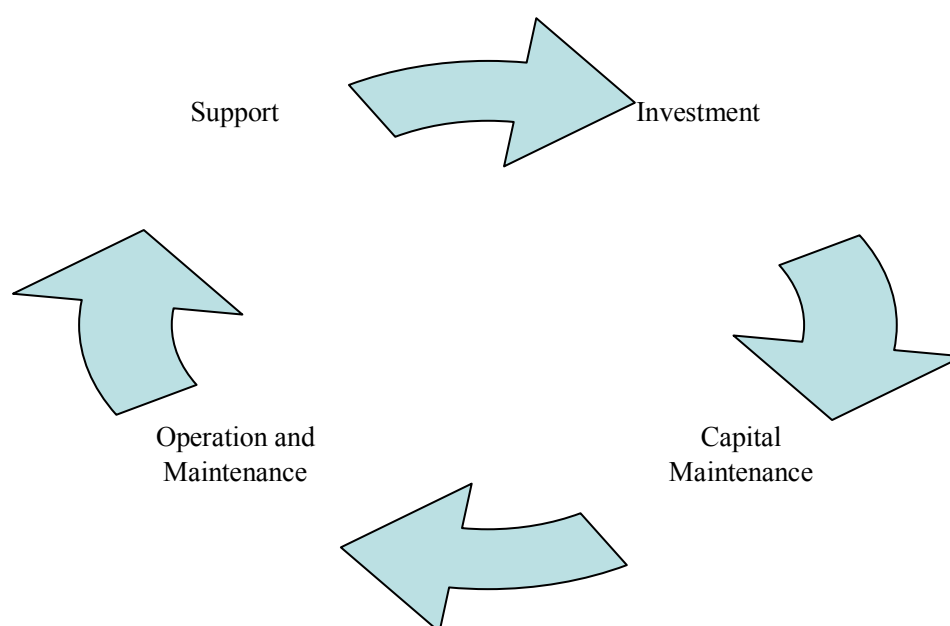 Support
Investment
Operation and
Maintenance
Capital
Maintenance